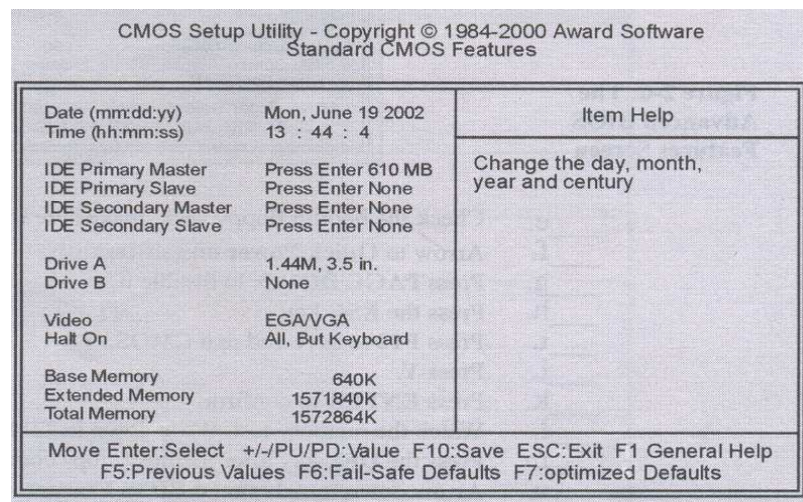 CMOS Setup Utility - Copyright © 1984-2000 Award Software
Standard CMOS Features
Date (mm:dd:yy) Mon, June 19 2002
Time (hh:mm:ss) 13 : 44 : 4
IDE Primary Master Press Enter 610 MB
IDE Primary Slave Press Enter None
IDE Secondary Master Press Enter None
IDE Secondary Slave Press Enter None
Drive A 1.44M, 3.5 in.
Drive B None
Video EGA/VGA
Halt On All, But Keyboard
Base Memory 640K
Extended Memory 1571840K
Total Memory 1572864K
Item Help
Change the day, month,
year and century
Move Enter:Select +/-/PU/PD:Value F10:Save ESC:Exit F1 General Help
F5:Previous Values F6:Fail-Safe Defaults F7:optimized Defaults